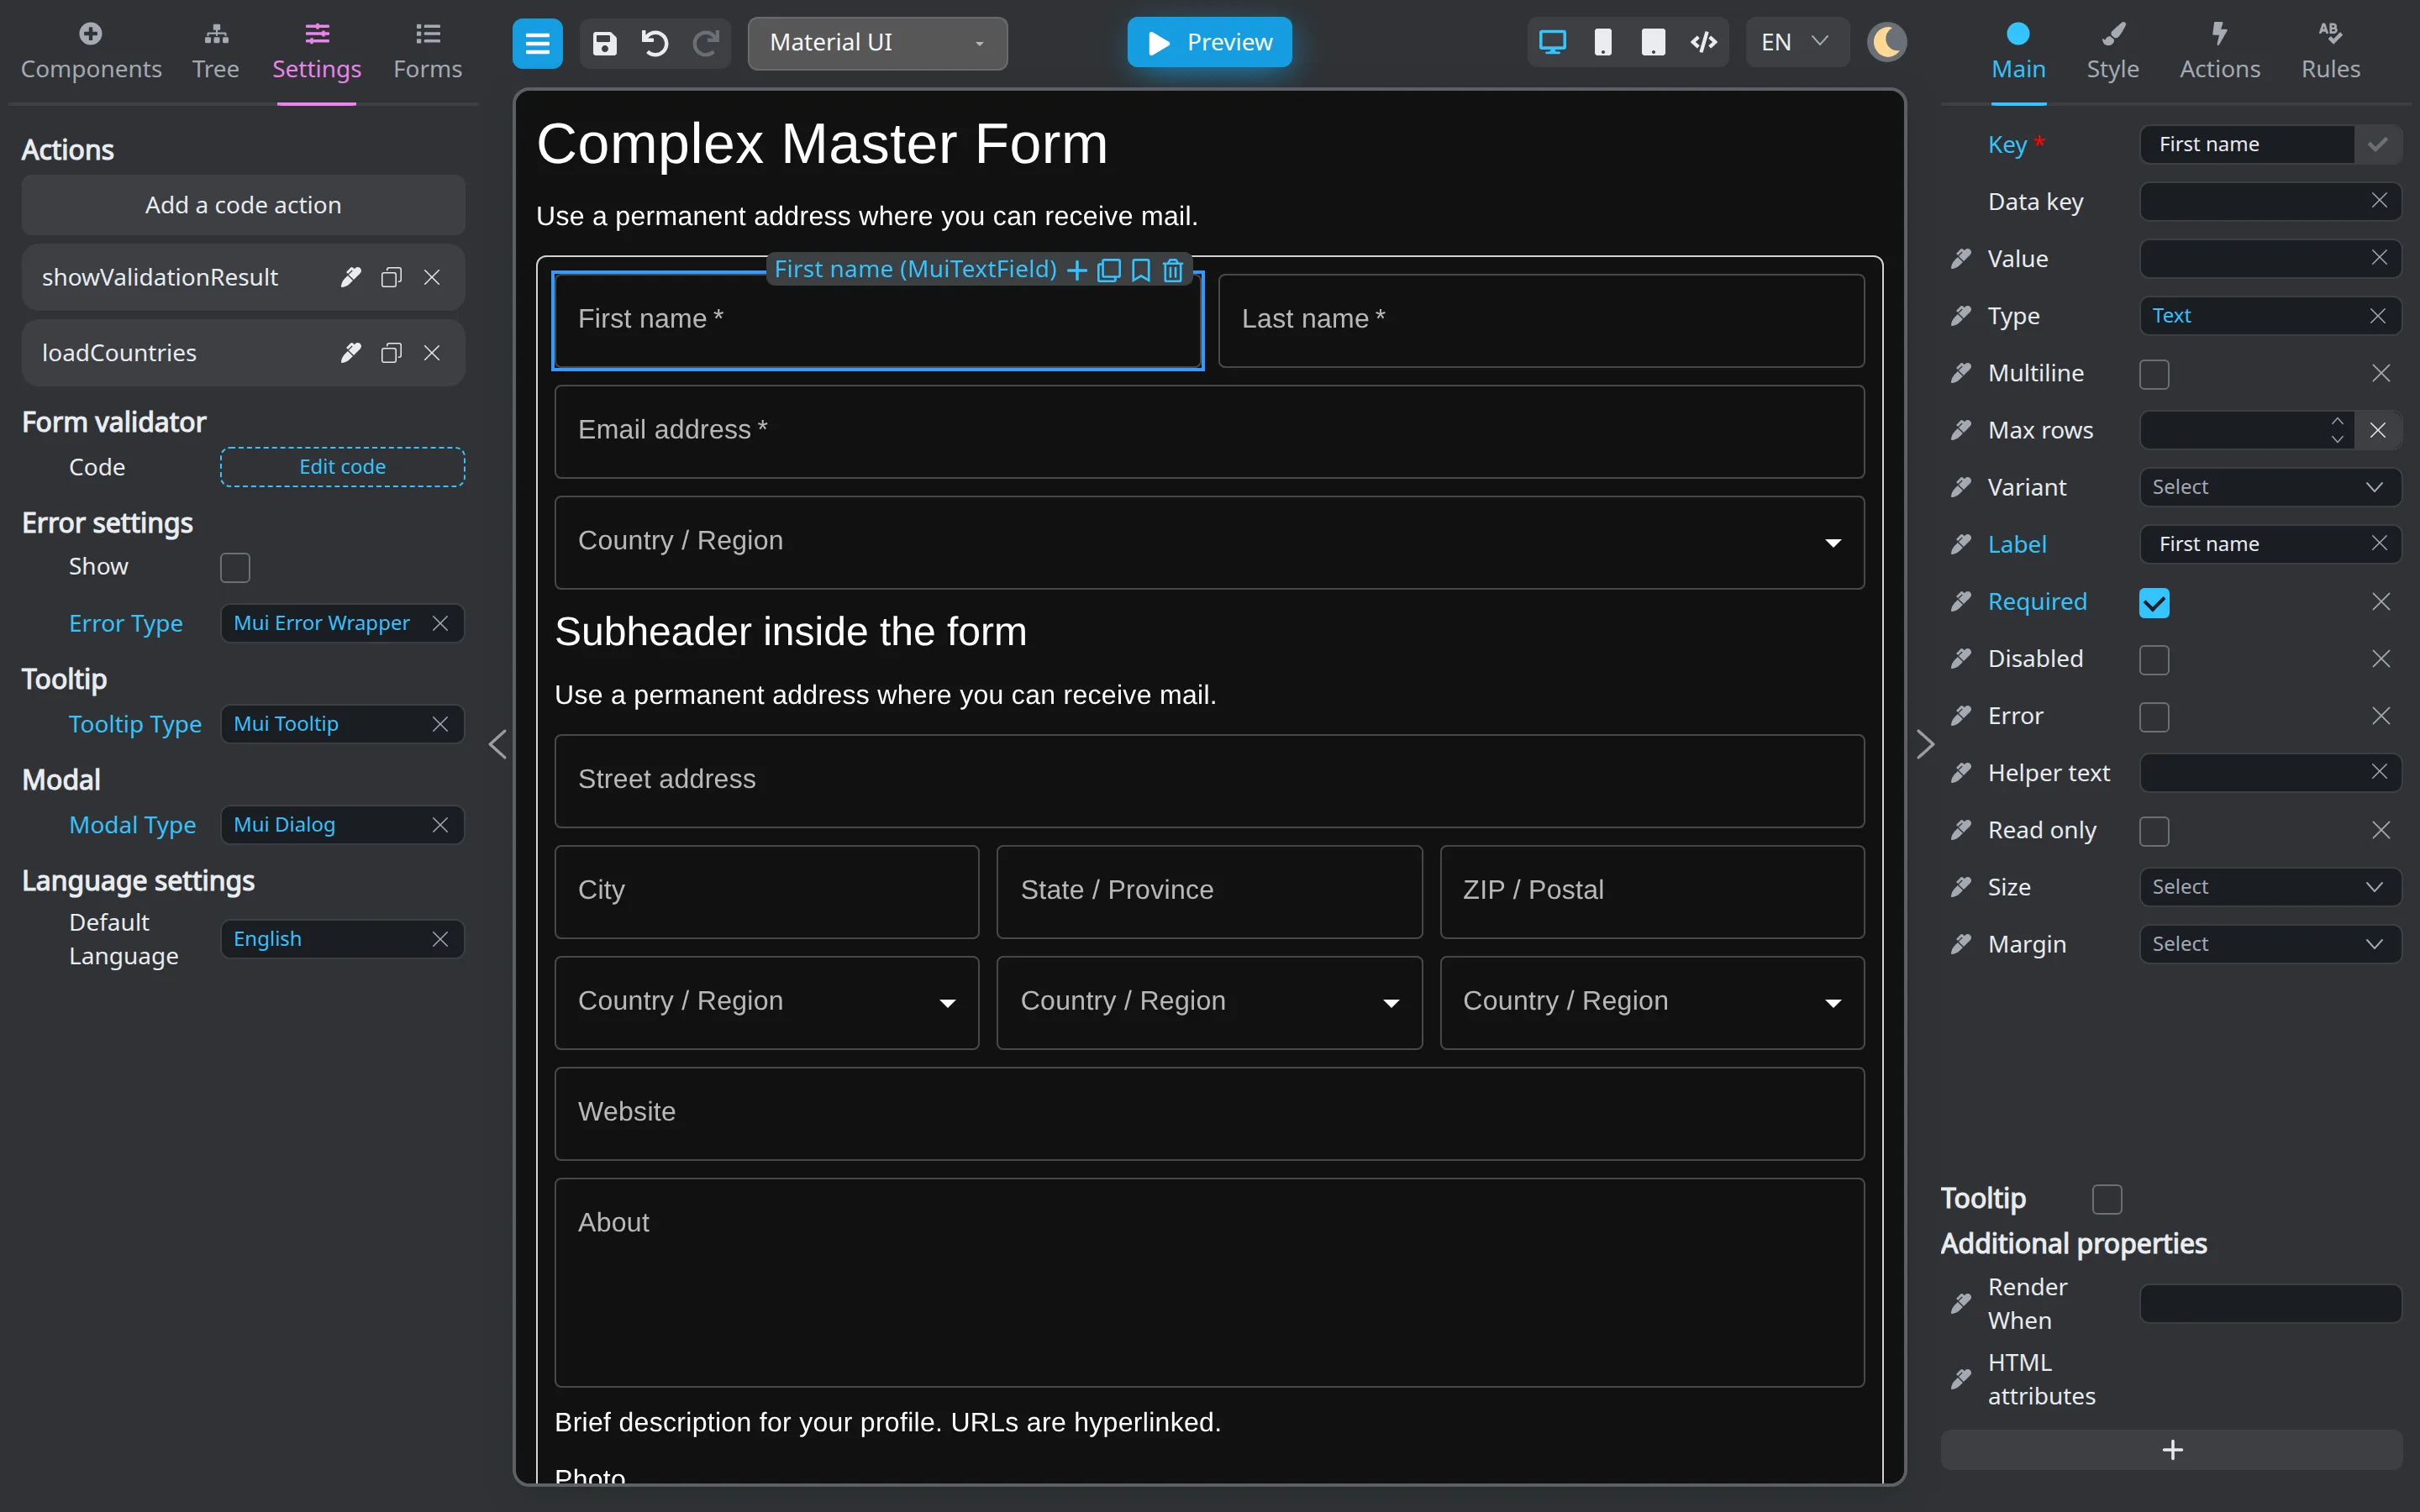 Components
Tree
Settings
Forms
Material UI
Preview
EN
Main
Style
Actions
Rules
Actions
Add a code action
showValidationResult
loadCountries
Form validator
Code
Edit code
Error settings
Show
Error Type
Mui Error Wrapper
Tooltip
Tooltip Type
Mui Tooltip
Modal
Modal Type
Mui Dialog
Language settings
Default
Language
English
Complex Master Form
Use a permanent address where you can receive mail.
First name (MuiTextField)
First name *
Last name *
Email address *
Country / Region
Subheader inside the form
Use a permanent address where you can receive mail.
Street address
City
State / Province
ZIP / Postal
Country / Region
Country / Region
Country / Region
Website
About
Brief description for your profile. URLs are hyperlinked.
Photo
Key *
First name
Data key
Value
Type
Text
Multiline
Max rows
Variant
Select
Label
First name
Required
Disabled
Error
Helper text
Read only
Size
Select
Margin
Select
Tooltip
Additional properties
Render
When
HTML
attributes